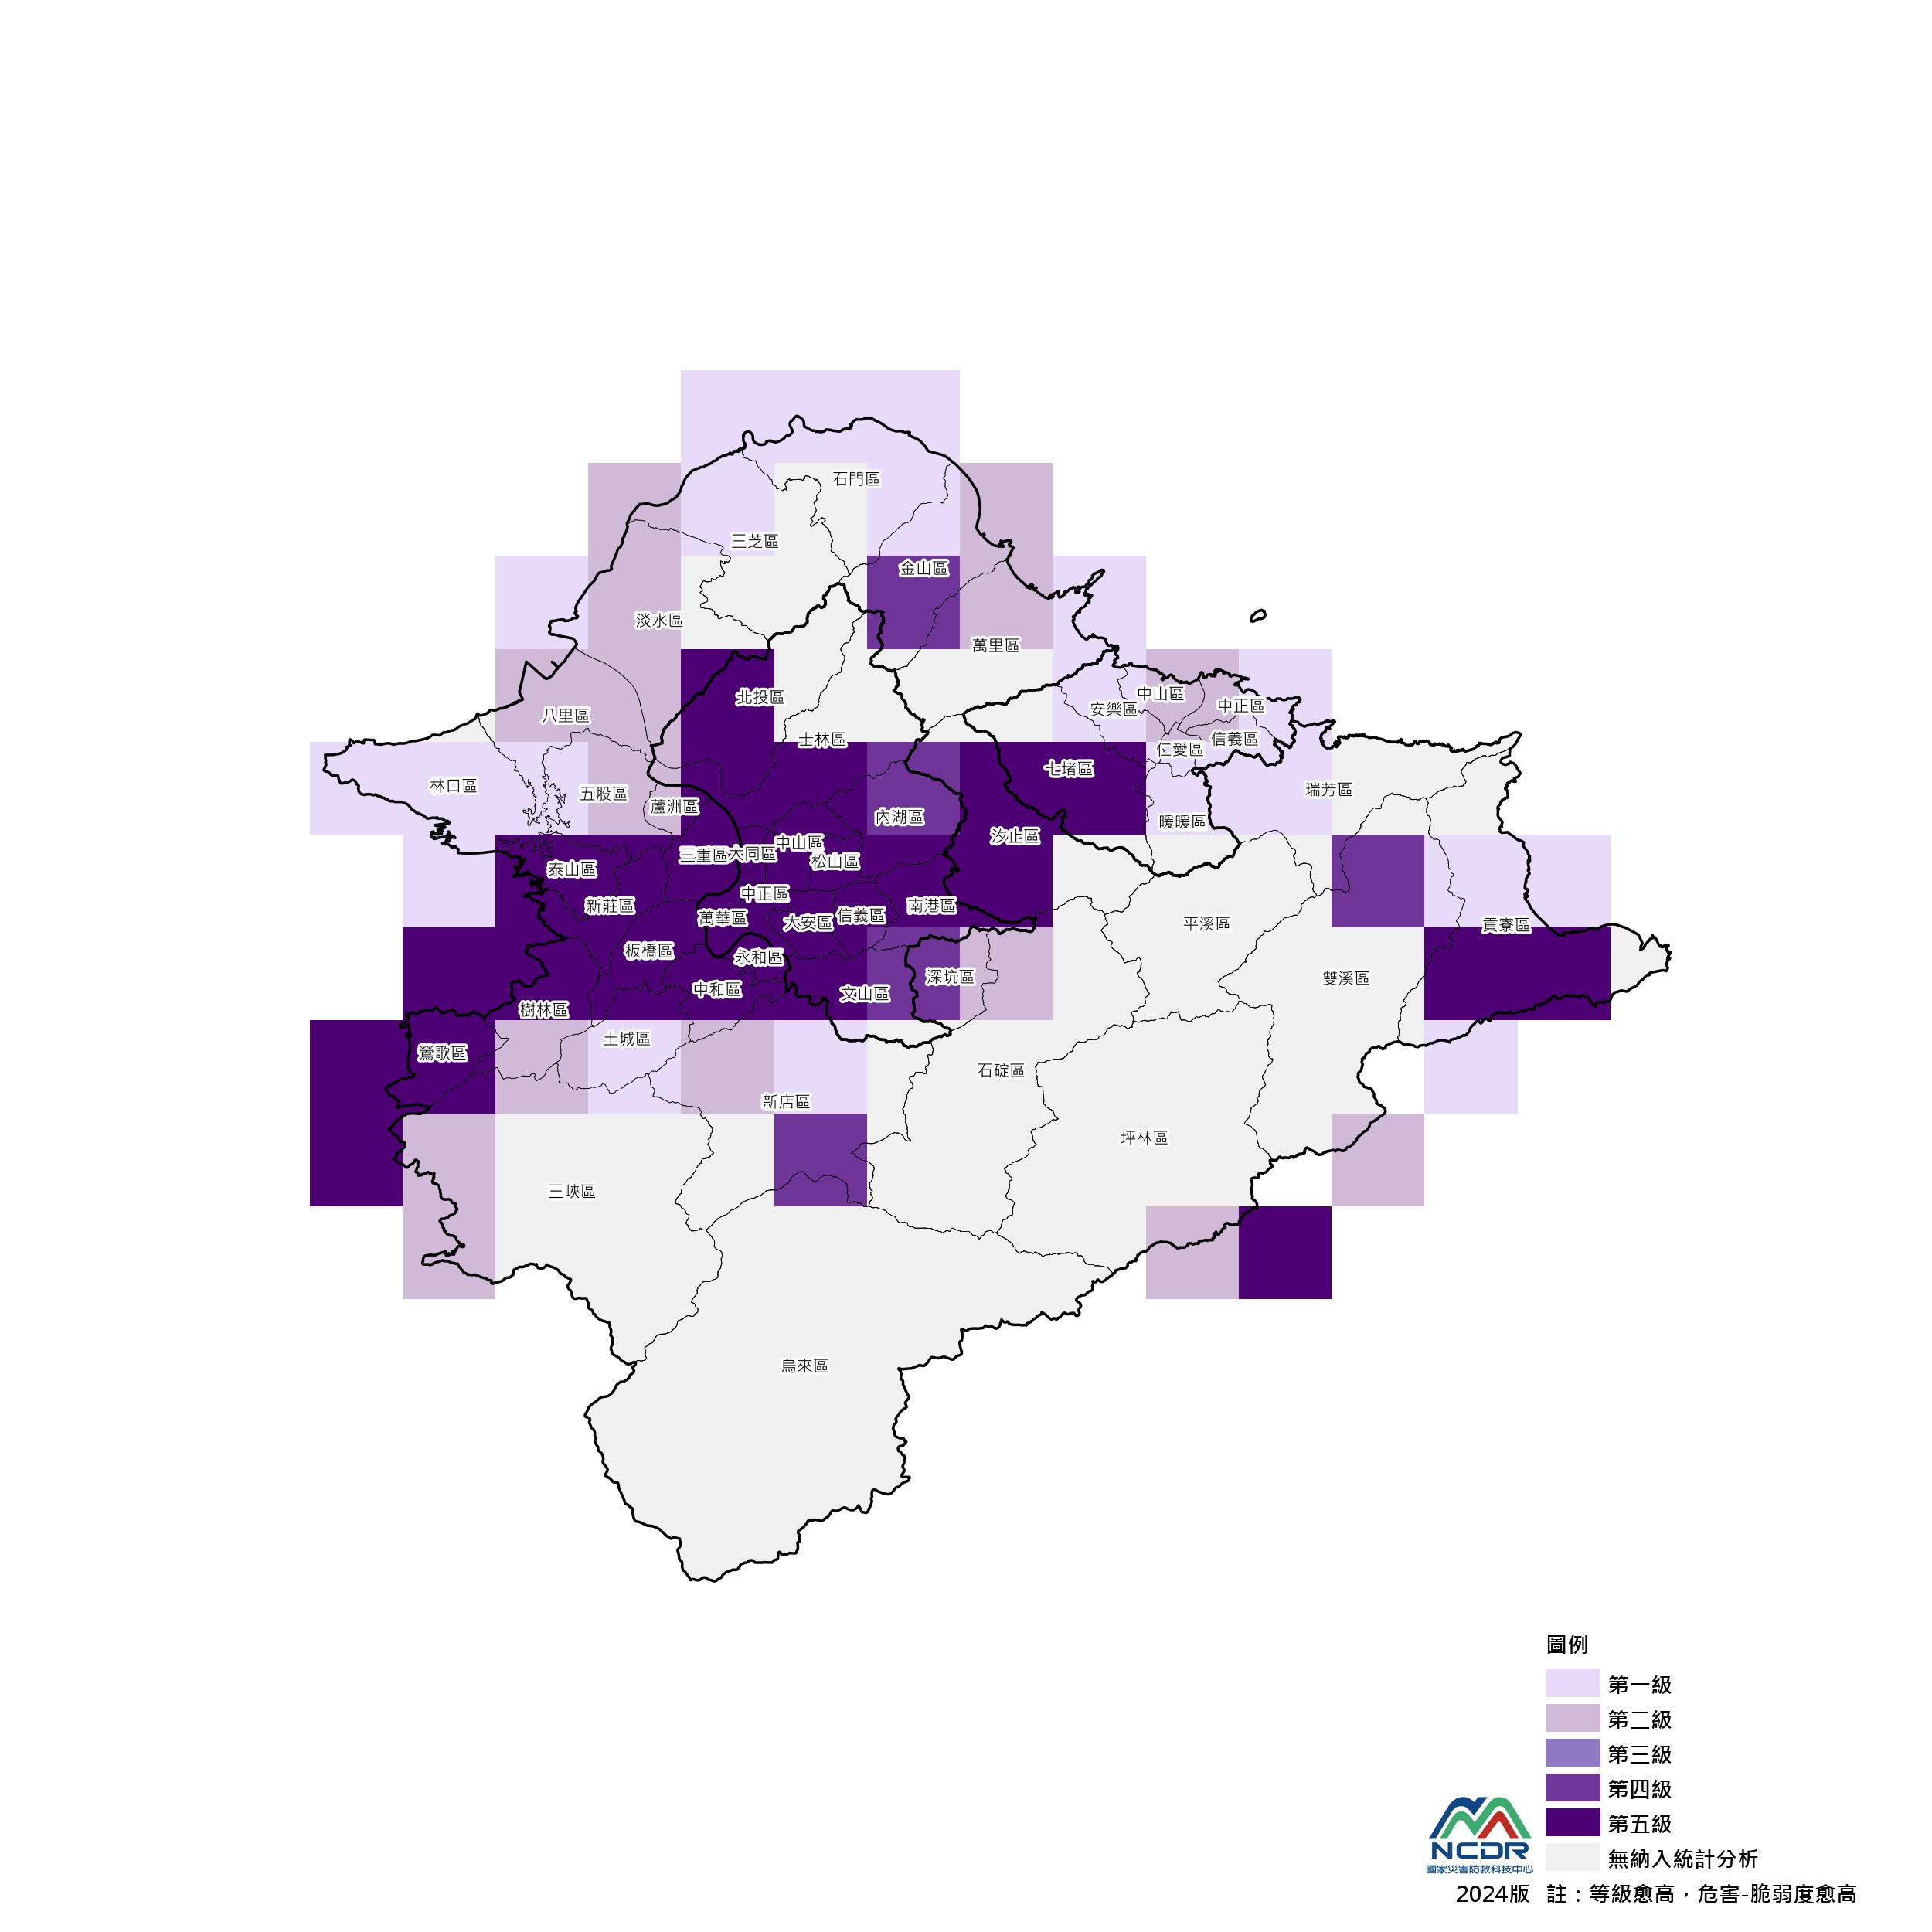 石門區
三芝區
金山區
淡水區
萬里區
北投區
中山區
中正區
安樂區
八里區
士林區
信義區
仁愛區
七堵區
林口區
五股區
瑞芳區
蘆洲區
內湖區
暖暖區
汐止區
中山區
三重區
大同區
松山區
泰山區
中正區
新莊區
南港區
萬華區
信義區
大安區
平溪區
貢寮區
板橋區
永和區
深坑區
雙溪區
中和區
文山區
樹林區
土城區
鶯歌區
石碇區
新店區
坪林區
三峽區
烏來區
圖例
第一級
第二級
第三級
第四級
第五級
無納入統計分析
NCDR
國家災害防救科技中心
2024版 註：等級愈高，危害-脆弱度愈高